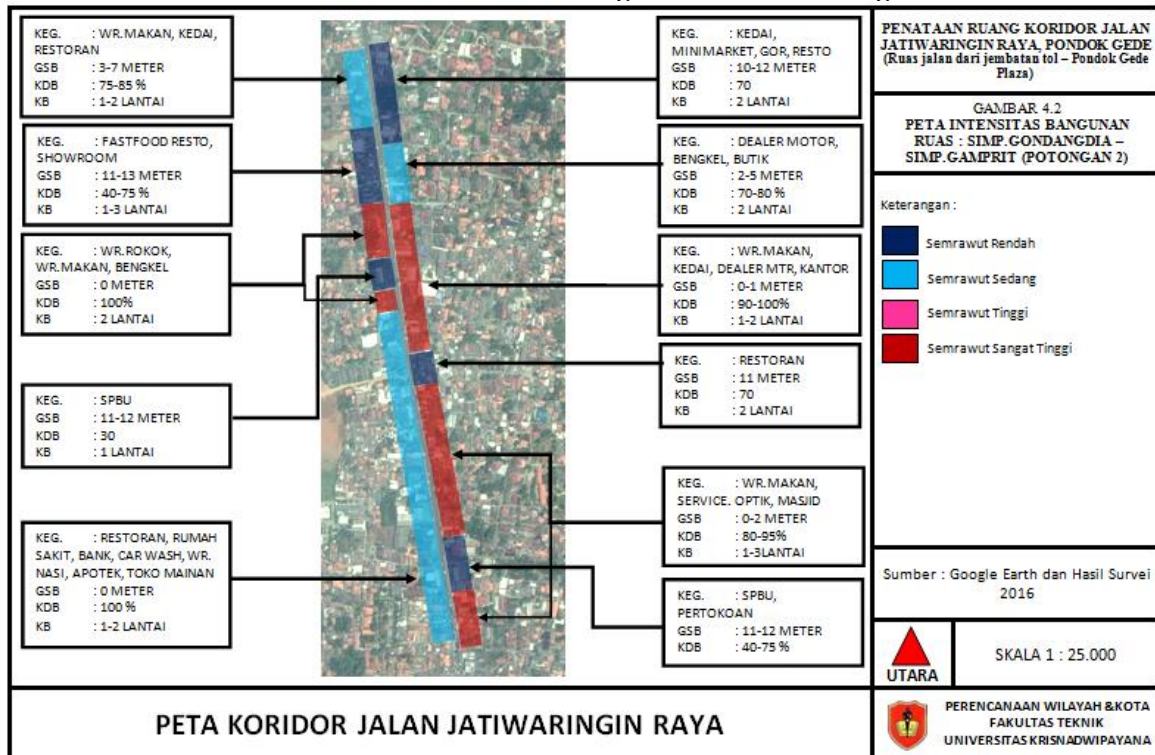 KEG. : WR.MAKAN, KEDAI,
RESTORAN
GSB : 3-7 METER
KDB : 75-85 %
KB : 1-2 LANTAI
KEG. : FASTFOOD RESTO,
SHOWROOM
GSB : 11-13 METER
KDB : 40-75 %
KB : 1-3 LANTAI
KEG. : WR.ROKOK,
WR.MAKAN, BENGKEL
GSB : 0 METER
KDB : 100%
KB : 2 LANTAI
KEG. : SPBU
GSB : 11-12 METER
KDB : 30
KB : 1 LANTAI
KEG. : RESTORAN, RUMAH
SAKIT, BANK, CAR WASH, WR.
NASI, APOTEK, TOKO MAINAN
GSB : 0 METER
KDB : 100 %
KB : 1-2 LANTAI
KEG. : KEDAI,
MINIMARKET, GOR, RESTO
GSB : 10-12 METER
KDB : 70
KB : 2 LANTAI
KEG. : DEALER MOTOR,
BENGKEL, BUTIK
GSB : 2-5 METER
KDB : 70-80 %
KB : 2 LANTAI
KEG. : WR.MAKAN,
KEDAI, DEALER MTR, KANTOR
GSB : 0-1 METER
KDB : 90-100%
KB : 1-2 LANTAI
KEG. : RESTORAN
GSB : 11 METER
KDB : 70
KB : 2 LANTAI
KEG. : WR.MAKAN,
SERVICE. OPTIK, MASJID
GSB : 0-2 METER
KDB : 80-95%
KB : 1-3LANTAI
KEG. : SPBU,
PERTOKOAN
GSB : 11-12 METER
KDB : 40-75 %
PENATAAN RUANG KORIDOR JALAN
JATIWARINGIN RAYA, PONDOK GEDE
(Ruas jalan dari jembatan tol – Pondok Gede
Plaza)
GAMBAR 4.2
PETA INTENSITAS BANGUNAN
RUAS : SIMP.GONDANGDIA –
SIMP.GAMPRIT (POTONGAN 2)
Keterangan :
Semrawut Rendah
Semrawut Sedang
Semrawut Tinggi
Semrawut Sangat Tinggi
Sumber : Google Earth dan Hasil Survei
2016
UTARA
SKALA 1 : 25.000
PETA KORIDOR JALAN JATIWARINGIN RAYA
PERENCANAAN WILAYAH &KOTA
FAKULTAS TEKNIK
UNIVERSITAS KRISNADWIPAYANA